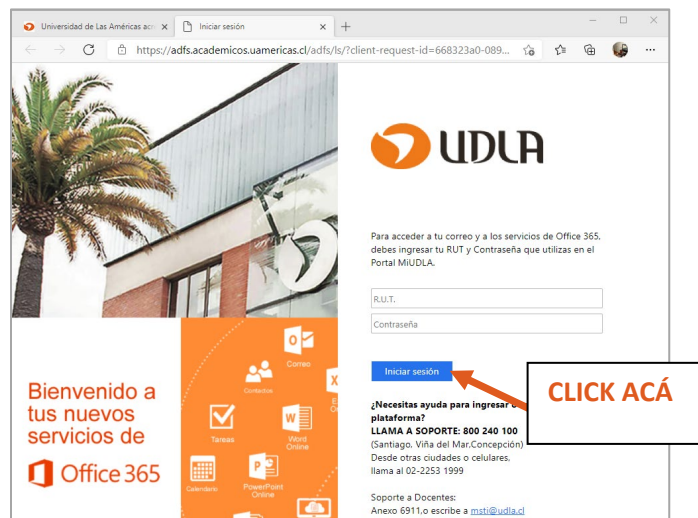 Universidad de Las Américas acc
Iniciar sesión
https://adfs.academicos.uamericas.cl/adfs/ls/?client-request-id=668323a0-089...
UDLA
Para acceder a tu correo y a los servicios de Office 365,
debes ingresar tu RUT y Contraseña que utilizas en el
Portal MiUDLA.
R.U.T.
Contraseña
Iniciar sesión
CLICK ACÁ
¿Necesitas ayuda para ingresar
plataforma?
LLAMA A SOPORTE: 800 240 100
(Santiago. Viña del Mar.Concepción)
Desde otras ciudades o celulares,
llama al 02-2253 1999
Soporte a Docentes:
Anexo 6911,o escribe a msti@udla.cl
Bienvenido a
tus nuevos
servicios de
Office 365
Correo
Contactos
Tareas
Word
Online
Calendario
PowerPoint
Online